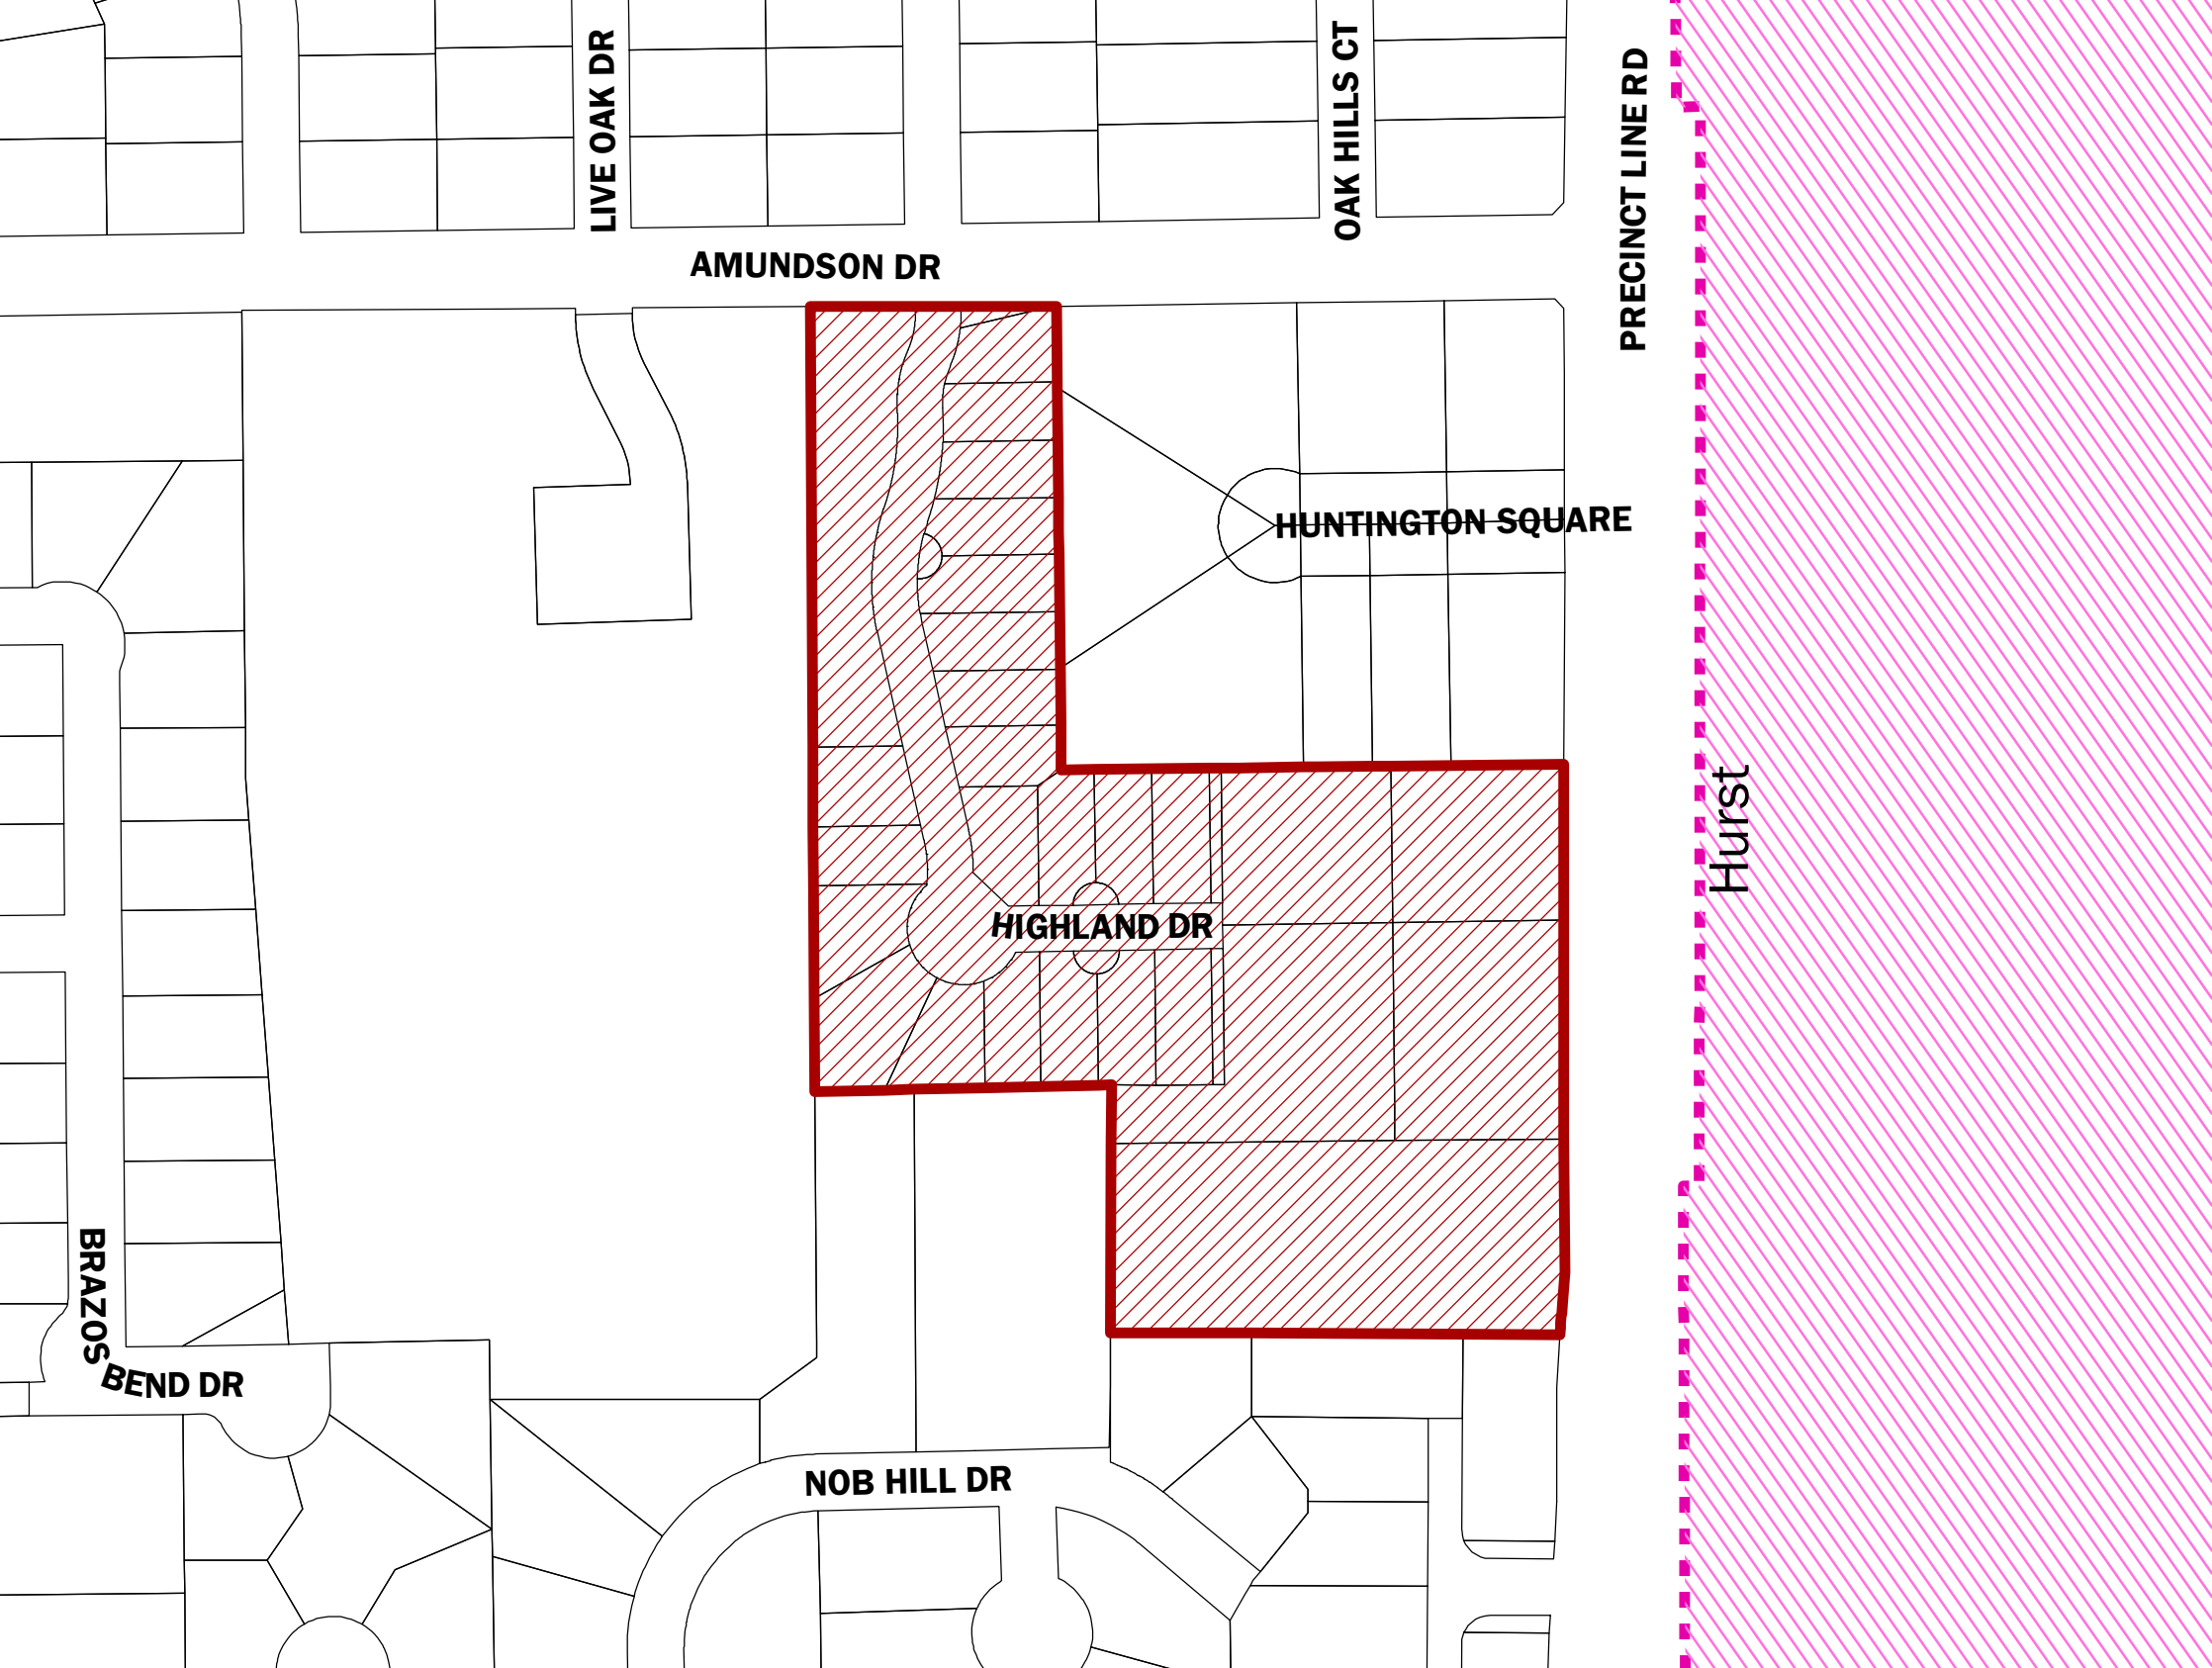 LIVE OAK DR
OAK HILLS CT
PRECINCT LINE RD
AMUNDSON DR
HUNTINGTON SQUARE
Hurst
HIGHLAND DR
BRAZOS
BEND DR
NOB HILL DR